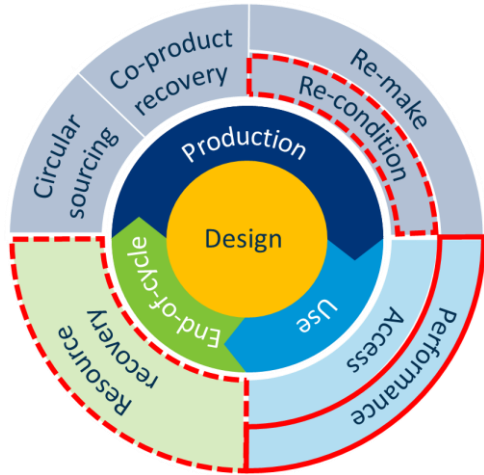 Co-product
recovery
Re-make
Re-condition
Circular
sourcing
Production
Design
End-of-cycle
Use
Resource
recovery
Access
Performance